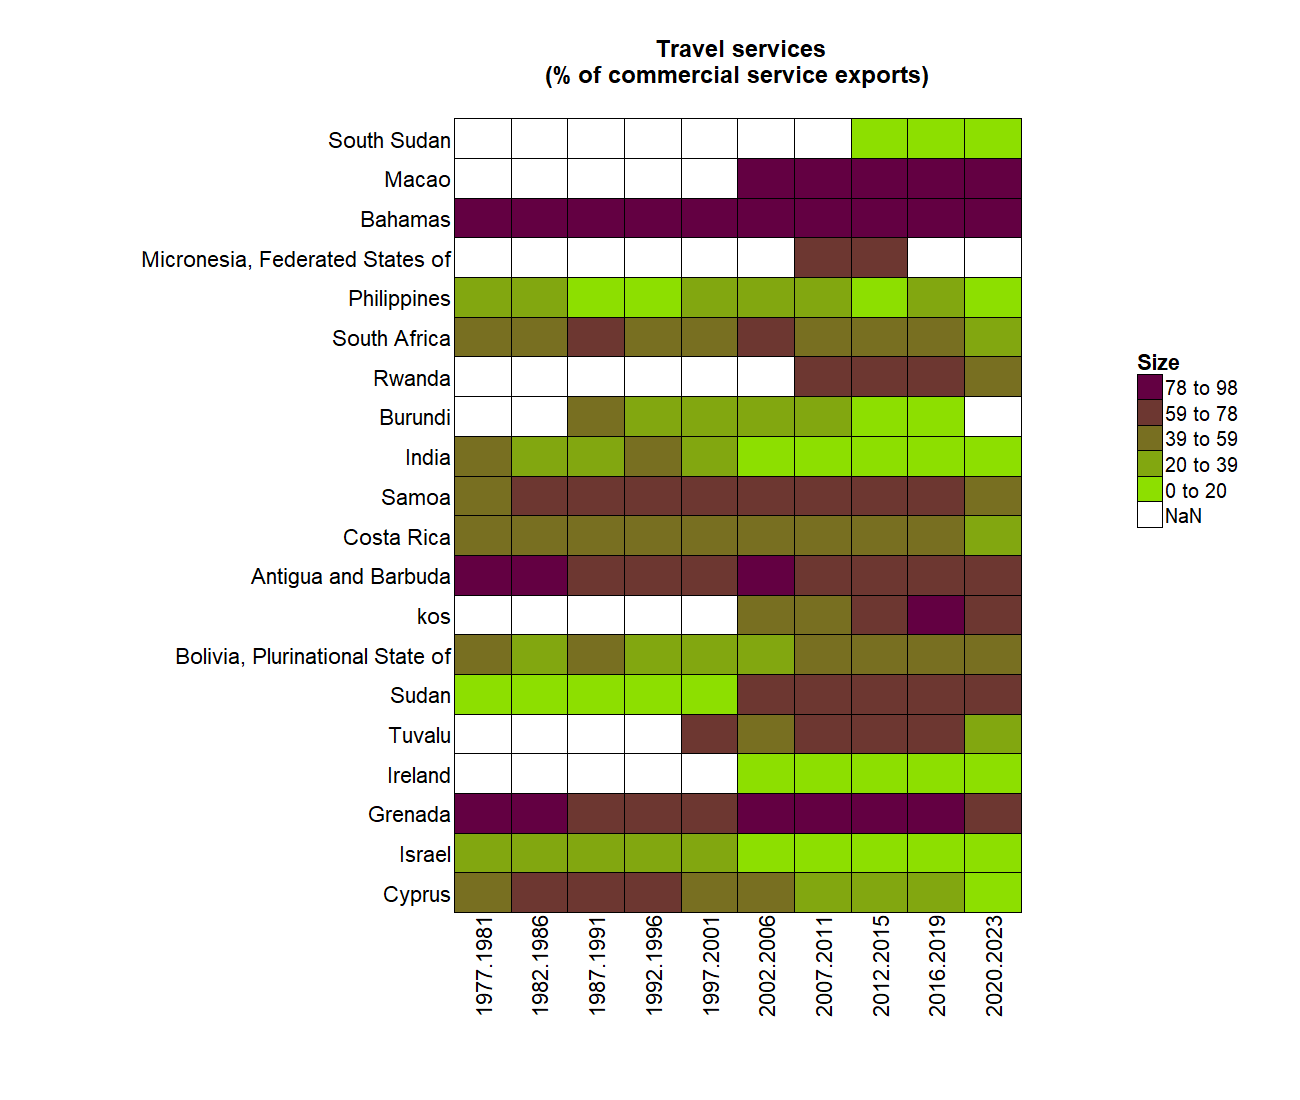 Travel services
(% of commercial service exports)
South Sudan
Macao
Bahamas
Micronesia, Federated States of
Philippines
South Africa
Rwanda
Burundi
India
Samoa
Costa Rica
Antigua and Barbuda
kos
Bolivia, Plurinational State of
Sudan
Tuvalu
Ireland
Grenada
Israel
Cyprus
1977.1981
1982.1986
1987.1991
1992.1996
1997.2001
2002.2006
2007.2011
2012.2015
2016.2019
2020.2023
Size
78 to 98
59 to 78
39 to 59
20 to 39
0 to 20
NaN